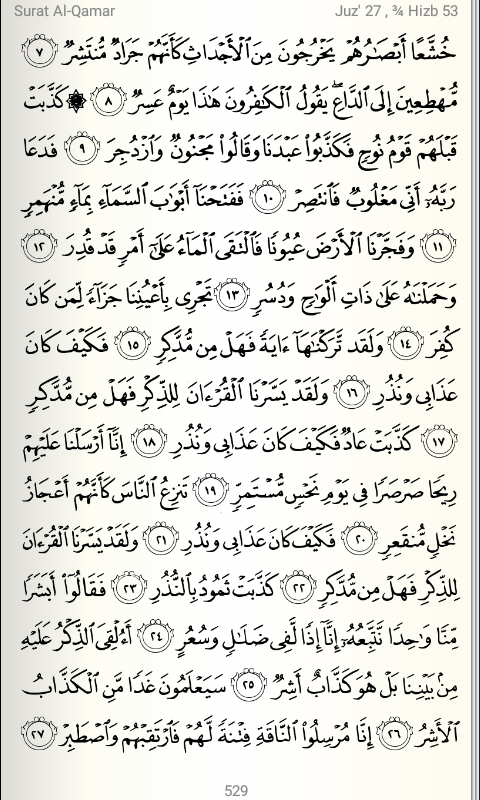 Surat Al-Qamar
Juz' 27 , ¾ Hizb 53
خُشَّعًا أَبْصَٰرُهُمْ يَخْرُجُونَ مِنَ ٱلْأَجْدَاثِ كَأَنَّهُمْ جَرَادٌ مُّنتَشِرٌ ٧
مُّهْطِعِينَ إِلَى ٱلدَّاعِ ۖ يَقُولُ ٱلْكَٰفِرُونَ هَٰذَا يَوْمٌ عَسِرٌ ٨ ۞ كَذَّبَتْ
قَبْلَهُمْ قَوْمُ نُوحٍ فَكَذَّبُوا۟ عَبْدَنَا وَقَالُوا۟ مَجْنُونٌ وَٱزْدُجِرَ ٩ فَدَعَا
رَبَّهُۥٓ أَنِّى مَغْلُوبٌ فَٱنتَصِرْ ١٠ فَفَتَحْنَآ أَبْوَٰبَ ٱلسَّمَآءِ بِمَآءٍ مُّنْهَمِرٍ
١١ وَفَجَّرْنَا ٱلْأَرْضَ عُيُونًا فَٱلْتَقَى ٱلْمَآءُ عَلَىٰٓ أَمْرٍ قَدْ قُدِرَ ١٢
وَحَمَلْنَٰهُ عَلَىٰ ذَاتِ أَلْوَٰحٍ وَدُسُرٍ ١٣ تَجْرِى بِأَعْيُنِنَا جَزَآءً لِّمَن كَانَ
كُفِرَ ١٤ وَلَقَد تَّرَكْنَٰهَآ ءَايَةً فَهَلْ مِن مُّدَّكِرٍ ١٥ فَكَيْفَ كَانَ
عَذَابِى وَنُذُرِ ١٦ وَلَقَدْ يَسَّرْنَا ٱلْقُرْءَانَ لِلذِّكْرِ فَهَلْ مِن مُّدَّكِرٍ
١٧ كَذَّبَتْ عَادٌ فَكَيْفَ كَانَ عَذَابِى وَنُذُرِ ١٨ إِنَّآ أَرْسَلْنَا عَلَيْهِمْ
رِيحًا صَرْصَرًا فِى يَوْمِ نَحْسٍ مُّسْتَمِرٍّ ١٩ تَنزِعُ ٱلنَّاسَ كَأَنَّهُمْ أَعْجَازُ
نَخْلٍ مُّنقَعِرٍ ٢٠ فَكَيْفَ كَانَ عَذَابِى وَنُذُرِ ٢١ وَلَقَدْ يَسَّرْنَا ٱلْقُرْءَانَ
لِلذِّكْرِ فَهَلْ مِن مُّدَّكِرٍ ٢٢ كَذَّبَتْ ثَمُودُ بِٱلنُّذُرِ ٢٣ فَقَالُوٓا۟ أَبَشَرًا
مِّنَّا وَٰحِدًا نَّتَّبِعُهُۥٓ إِنَّآ إِذًا لَّفِى ضَلَٰلٍ وَسُعُرٍ ٢٤ أَءُلْقِىَ ٱلذِّكْرُ عَلَيْهِ
مِنۢ بَيْنِنَا بَلْ هُوَ كَذَّابٌ أَشِرٌ ٢٥ سَيَعْلَمُونَ غَدًا مَّنِ ٱلْكَذَّابُ
ٱلْأَشِرُ ٢٦ إِنَّا مُرْسِلُوا۟ ٱلنَّاقَةِ فِتْنَةً لَّهُمْ فَٱرْتَقِبْهُمْ وَٱصْطَبِرْ ٢٧
529